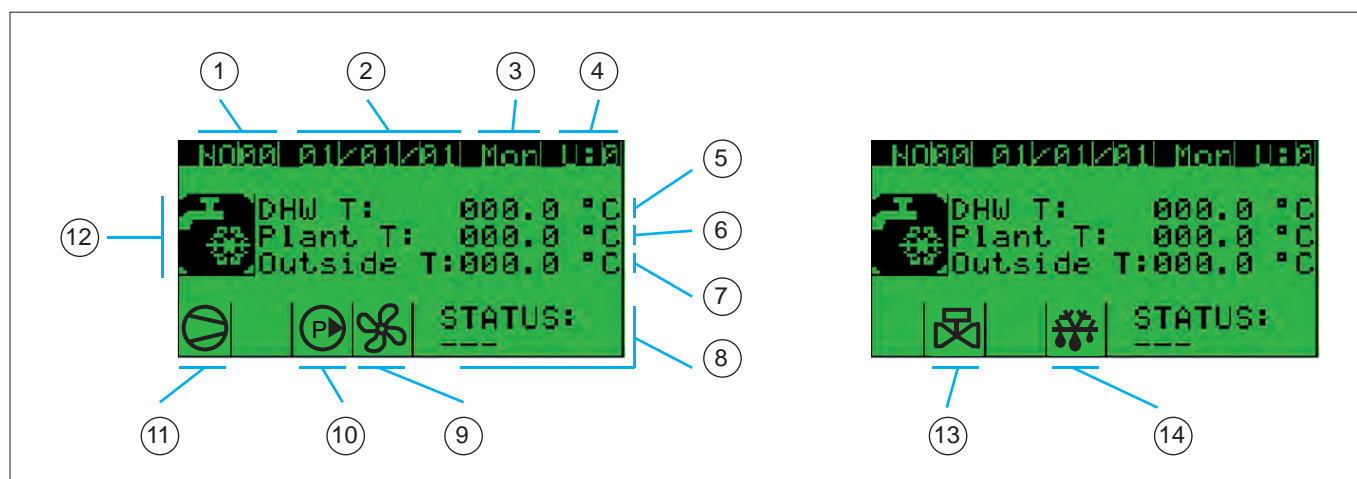 1 2 3 4
NO00 01/01/01 Mon U:0
DHW T: 000.0 °C
Plant T: 000.0 °C
Outside T:000.0 °C
P STATUS:
---
5
6
7
8
9
10
11
12
NO00 01/01/01 Mon U:0
DHW T: 000.0 °C
Plant T: 000.0 °C
Outside T:000.0 °C
STATUS:
---
13 14